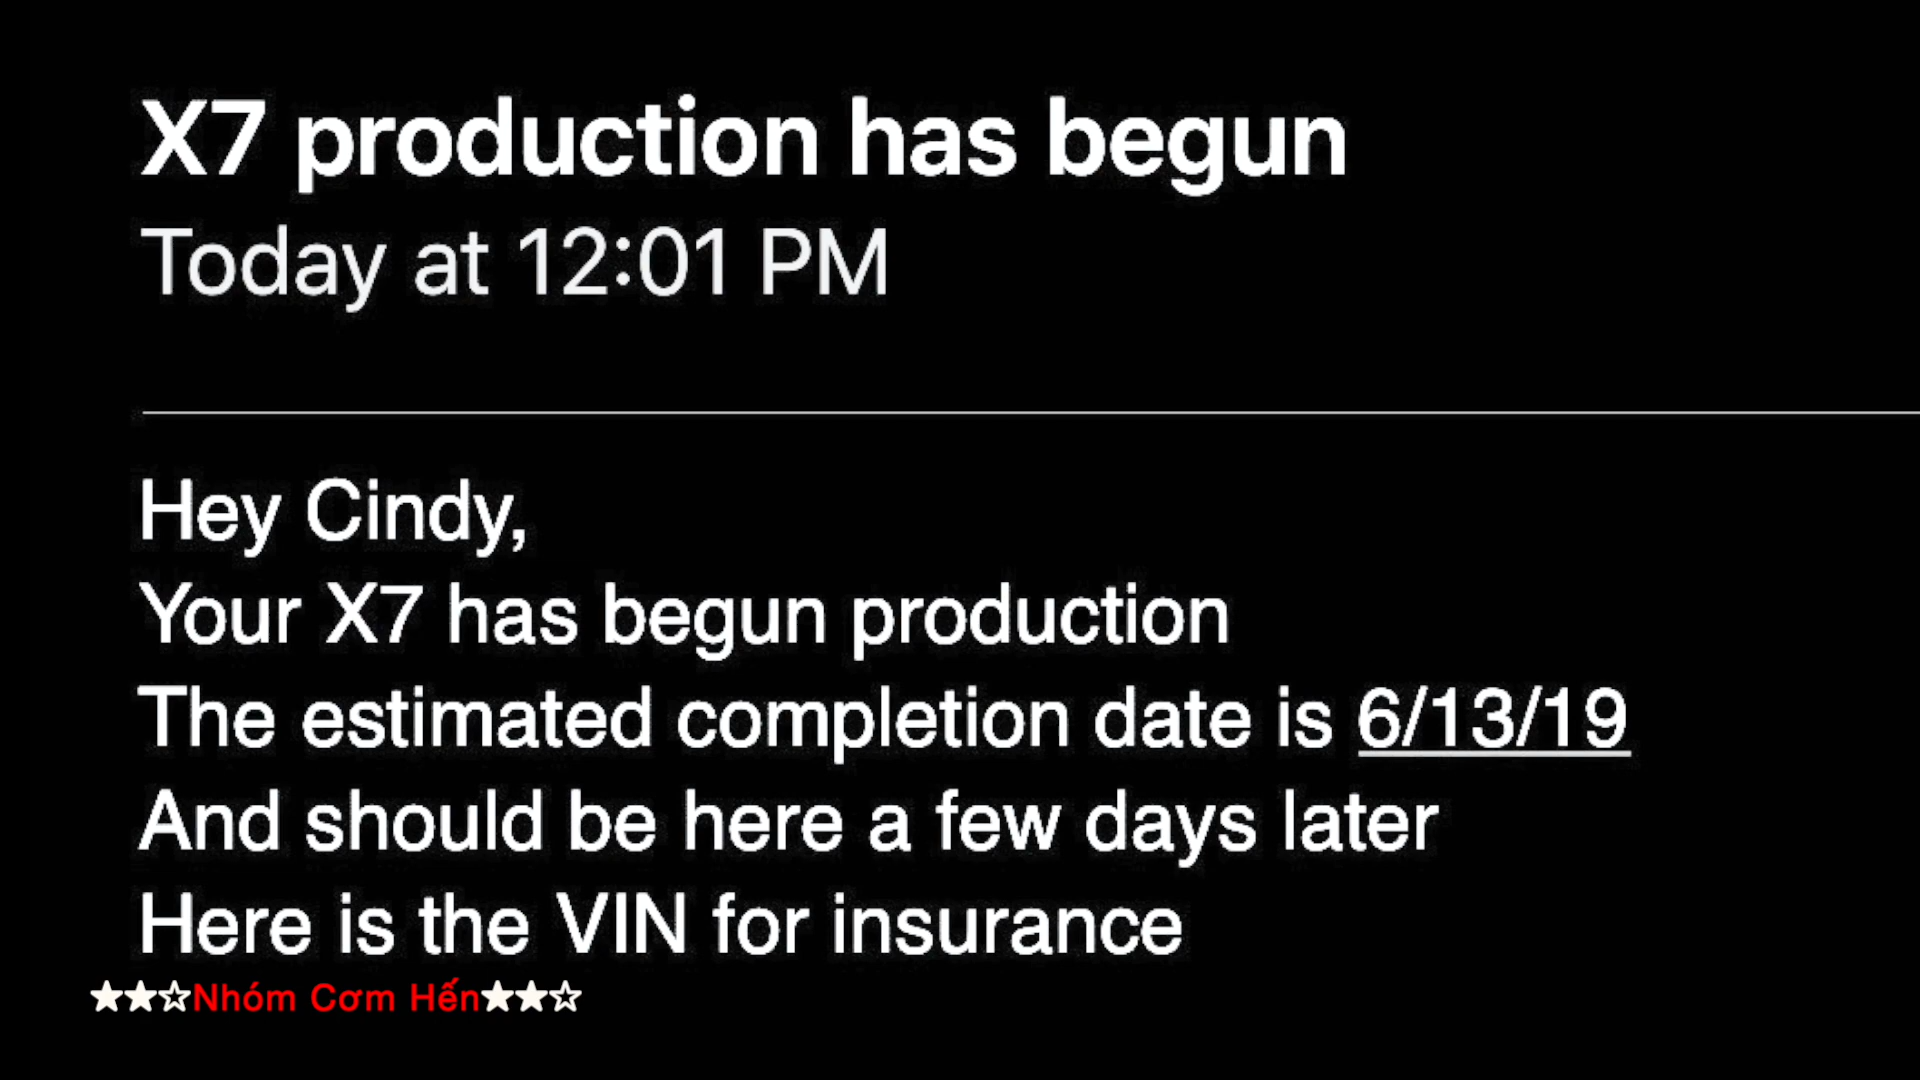 X7 production has begun
Today at 12:01 PM
Hey Cindy,
Your X7 has begun production
The estimated completion date is 6/13/19
And should be here a few days later
Here is the VIN for insurance
★★☆Nhóm Cơm Hến★★☆